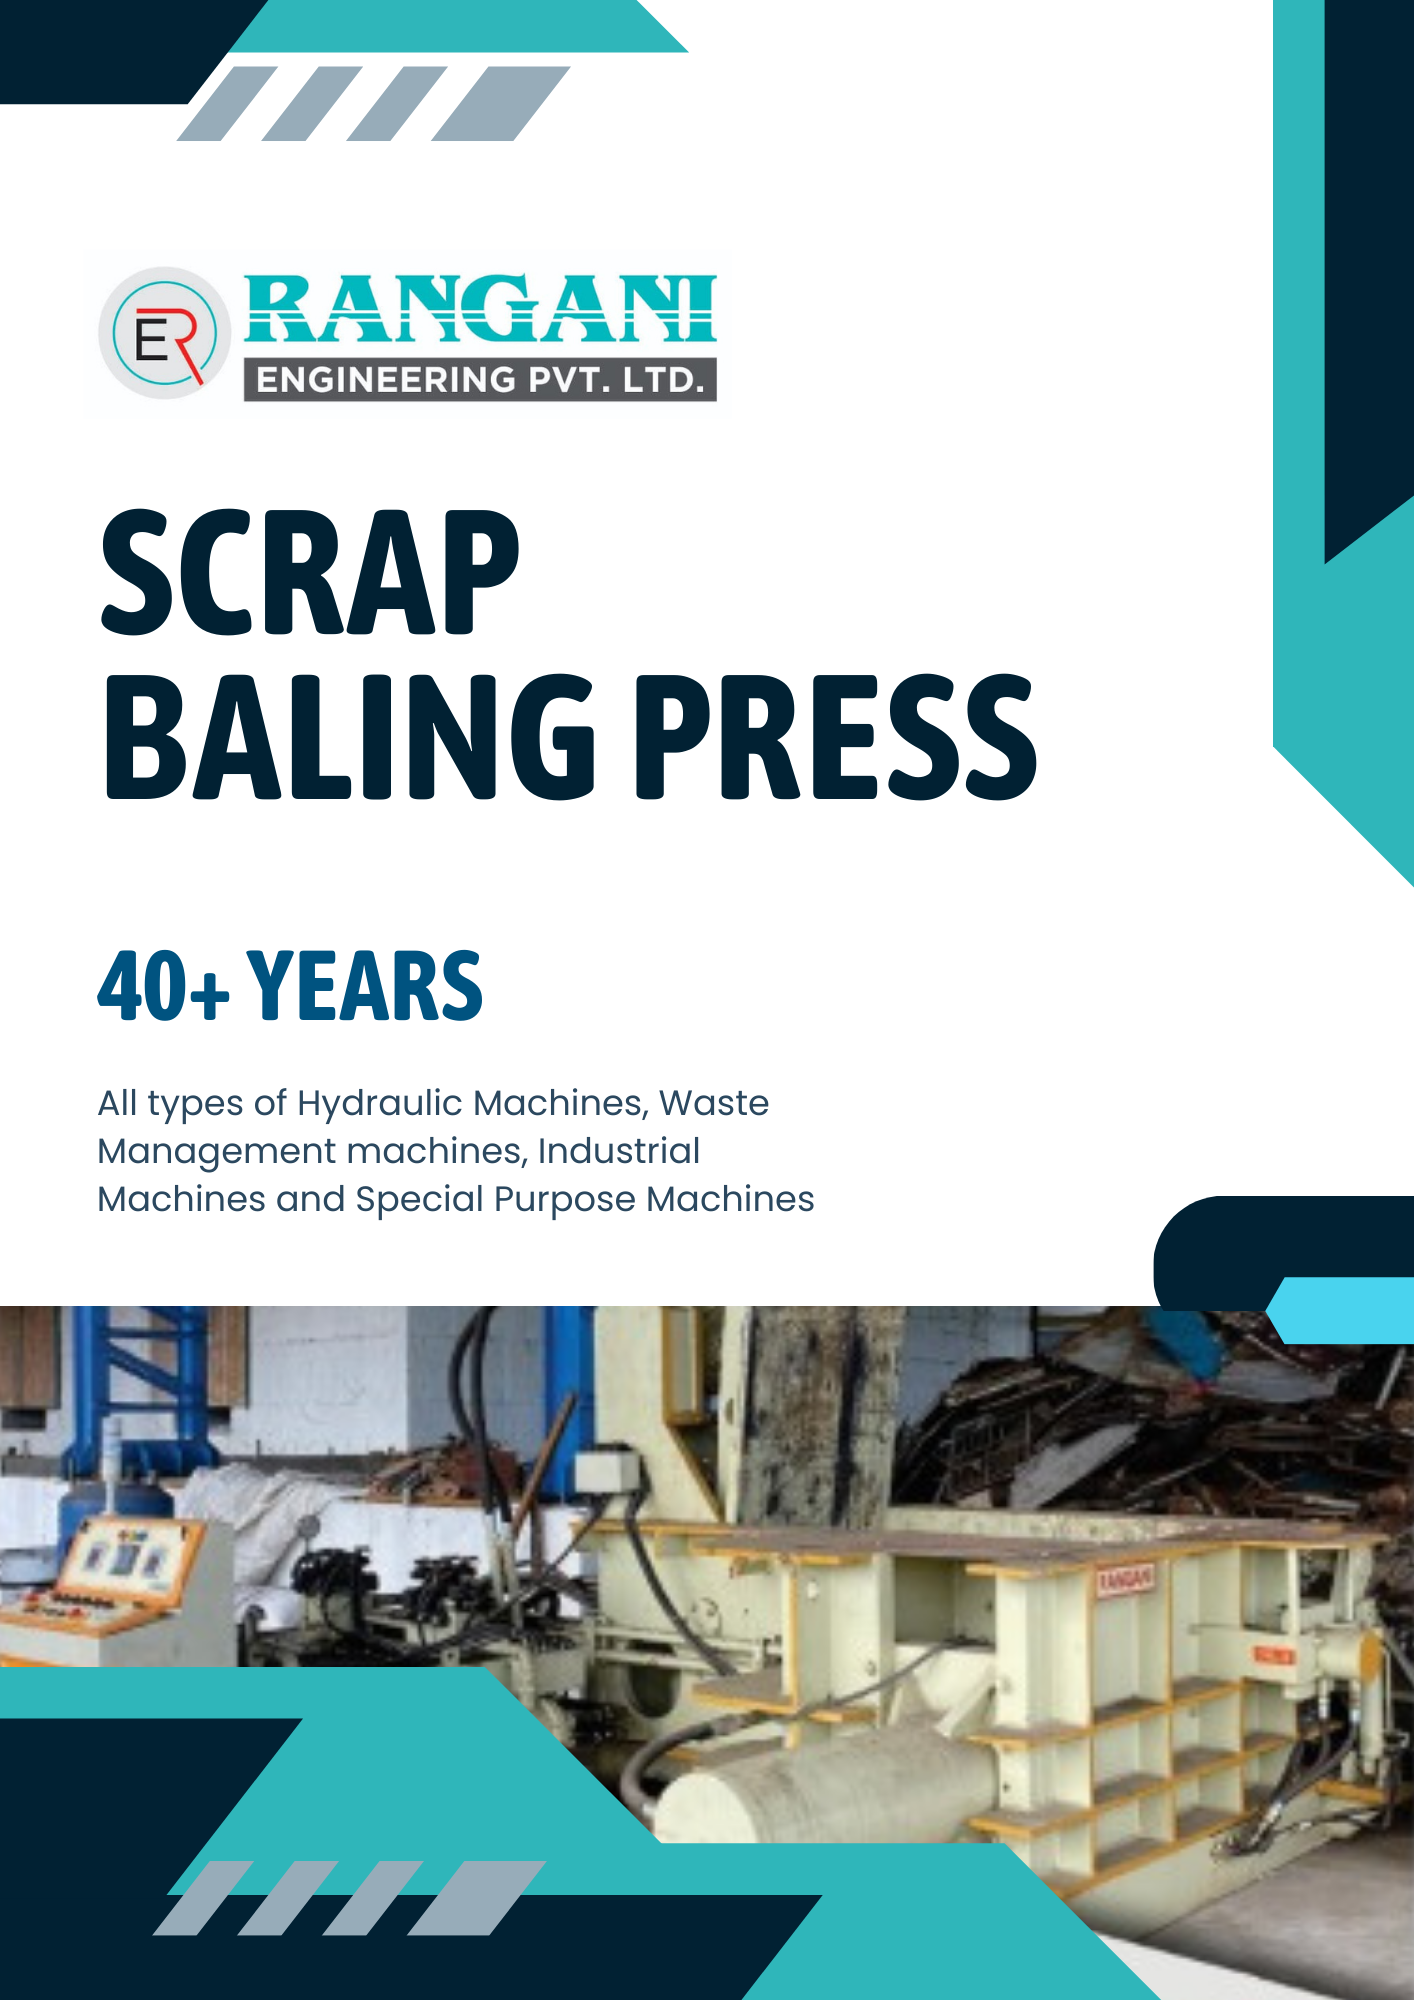 ER
RANGANI
ENGINEERING PVT. LTD.
SCRAP
BALING PRESS
40+ YEARS
All types of Hydraulic Machines, Waste
Management machines, Industrial
Machines and Special Purpose Machines
RANGANI